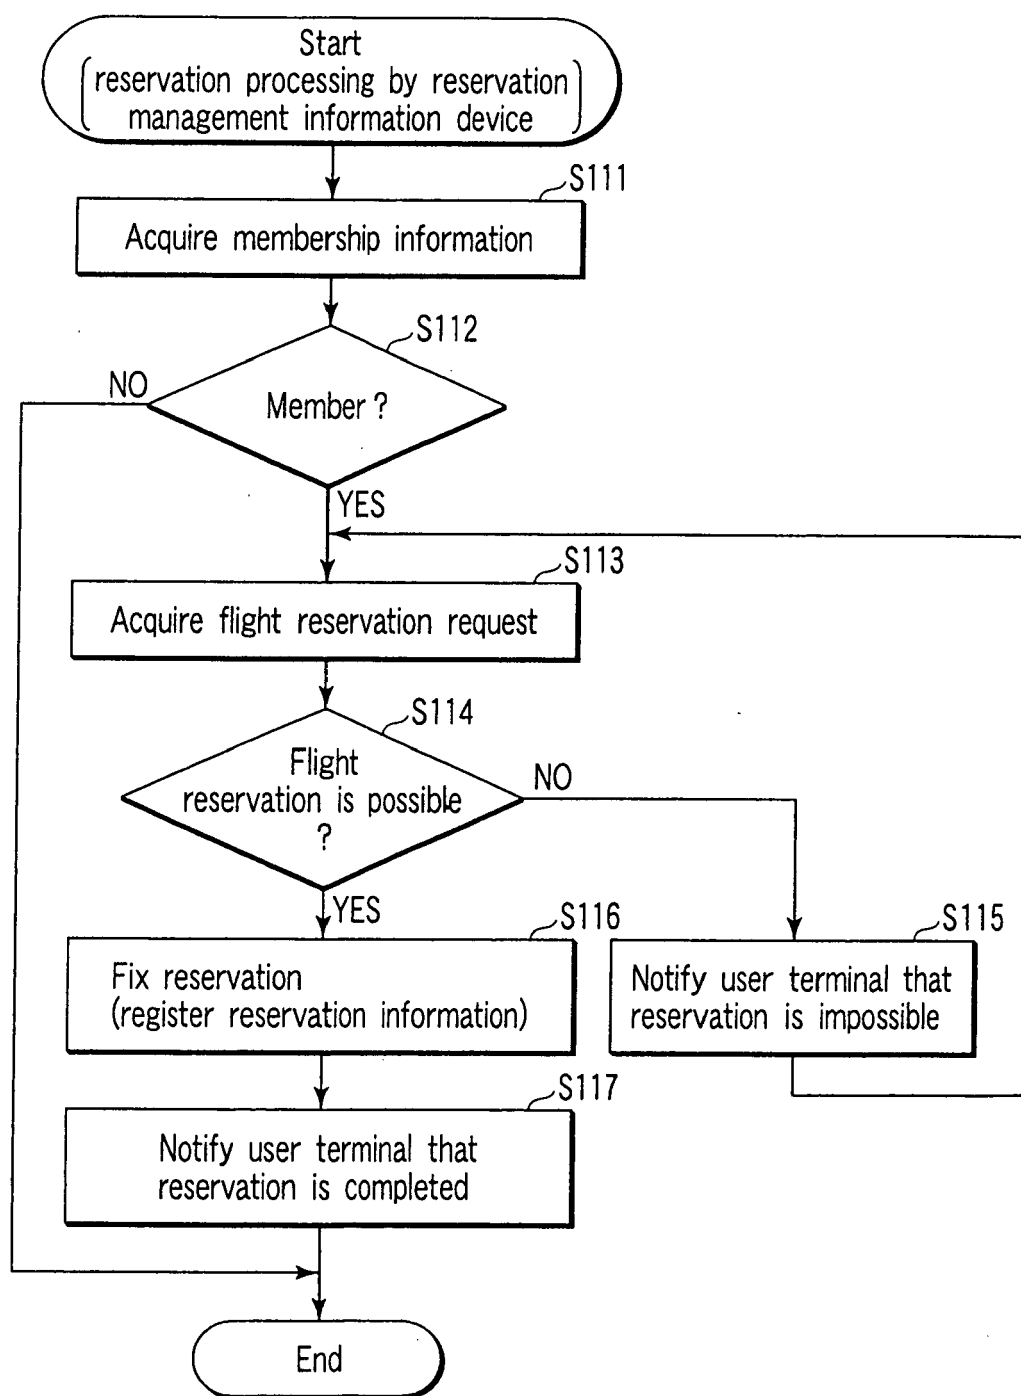 Start
(reservation processing by reservation
management information device)
S111
Acquire membership information
S112
NO
Member?
YES
S113
Acquire flight reservation request
S114
Flight
reservation is possible
?
NO
YES
S116
Fix reservation
(register reservation information)
S115
Notify user terminal that
reservation is impossible
S117
Notify user terminal that
reservation is completed
End